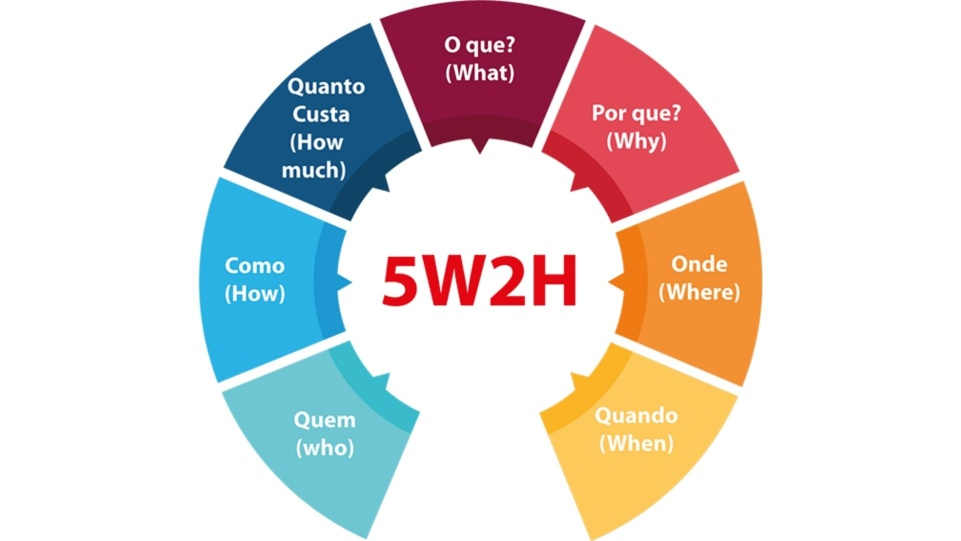 O que?
(What)
Por que?
(Why)
Onde
(Where)
Quando
(When)
Quem
(who)
Como
(How)
Quanto
Custa
(How
much)
5W2H